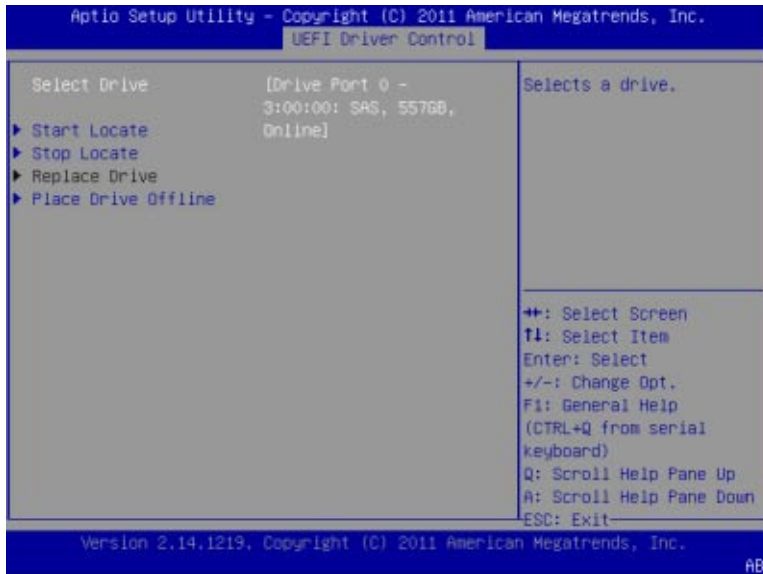 Aptio Setup Utility – Copyright (C) 2011 American Megatrends, Inc.
UEFI Driver Control
Select Drive [Drive Port 0 –
3:00:00: SAS, 557GB,
Online]
Start Locate
Stop Locate
Replace Drive
Place Drive Offline
Selects a drive.
: Select Screen
↑↓: Select Item
Enter: Select
+/-: Change Opt.
F1: General Help
(CTRL+Q from serial
keyboard)
Q: Scroll Help Pane Up
A: Scroll Help Pane Down
ESC: Exit
Version 2.14.1219. Copyright (C) 2011 American Megatrends, Inc.
AB